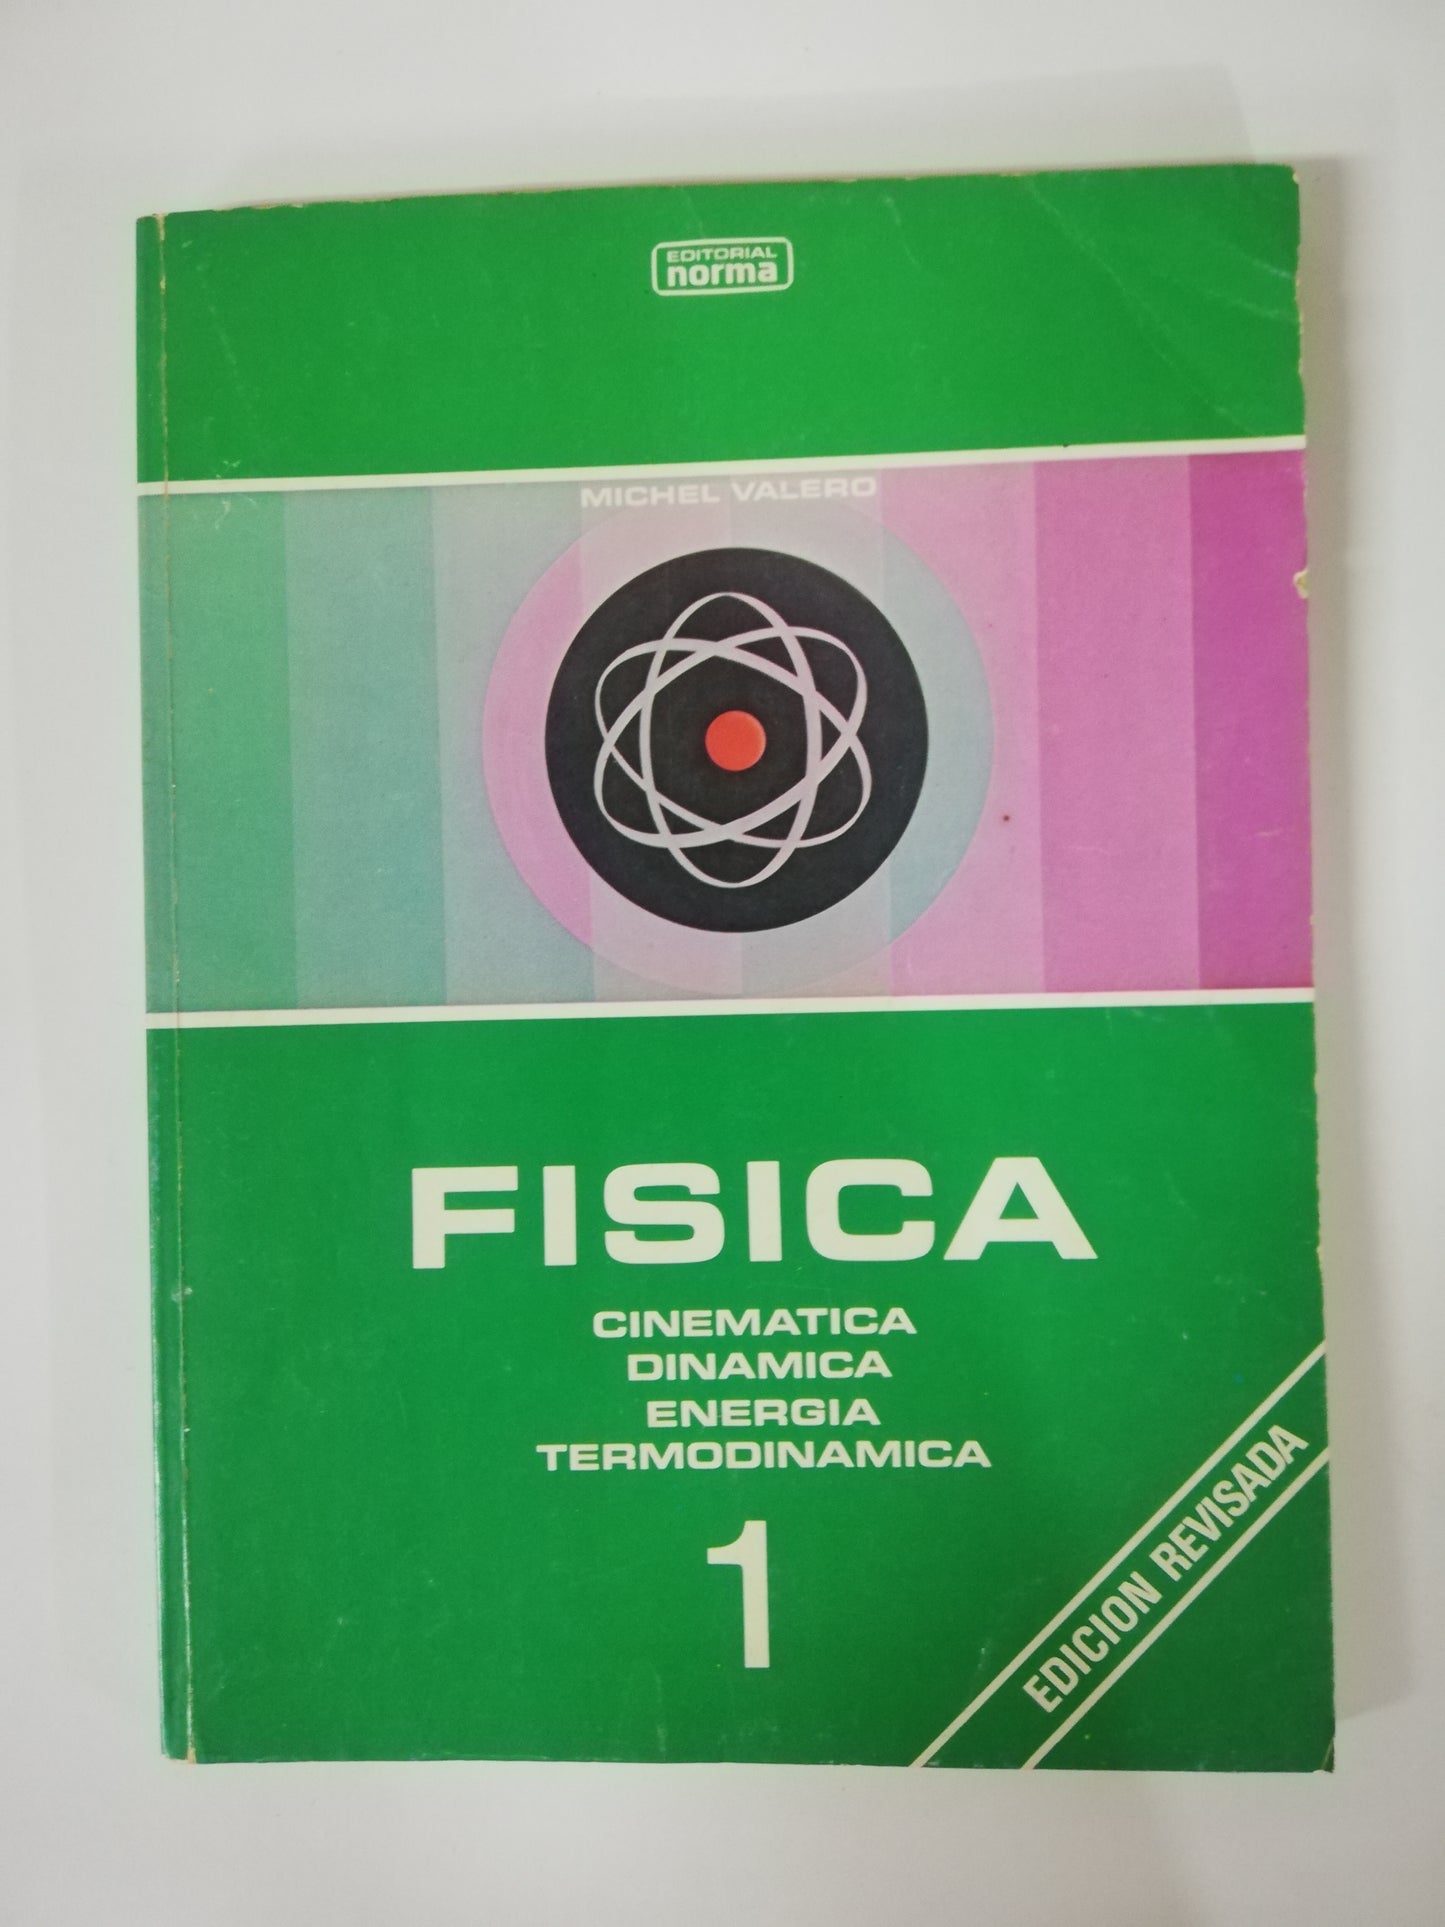 EDITORIAL
norma
MICHEL VALERO
FISICA
CINEMATICA
DINAMICA
ENERGIA
TERMODINAMICA
1
EDICION REVISADA